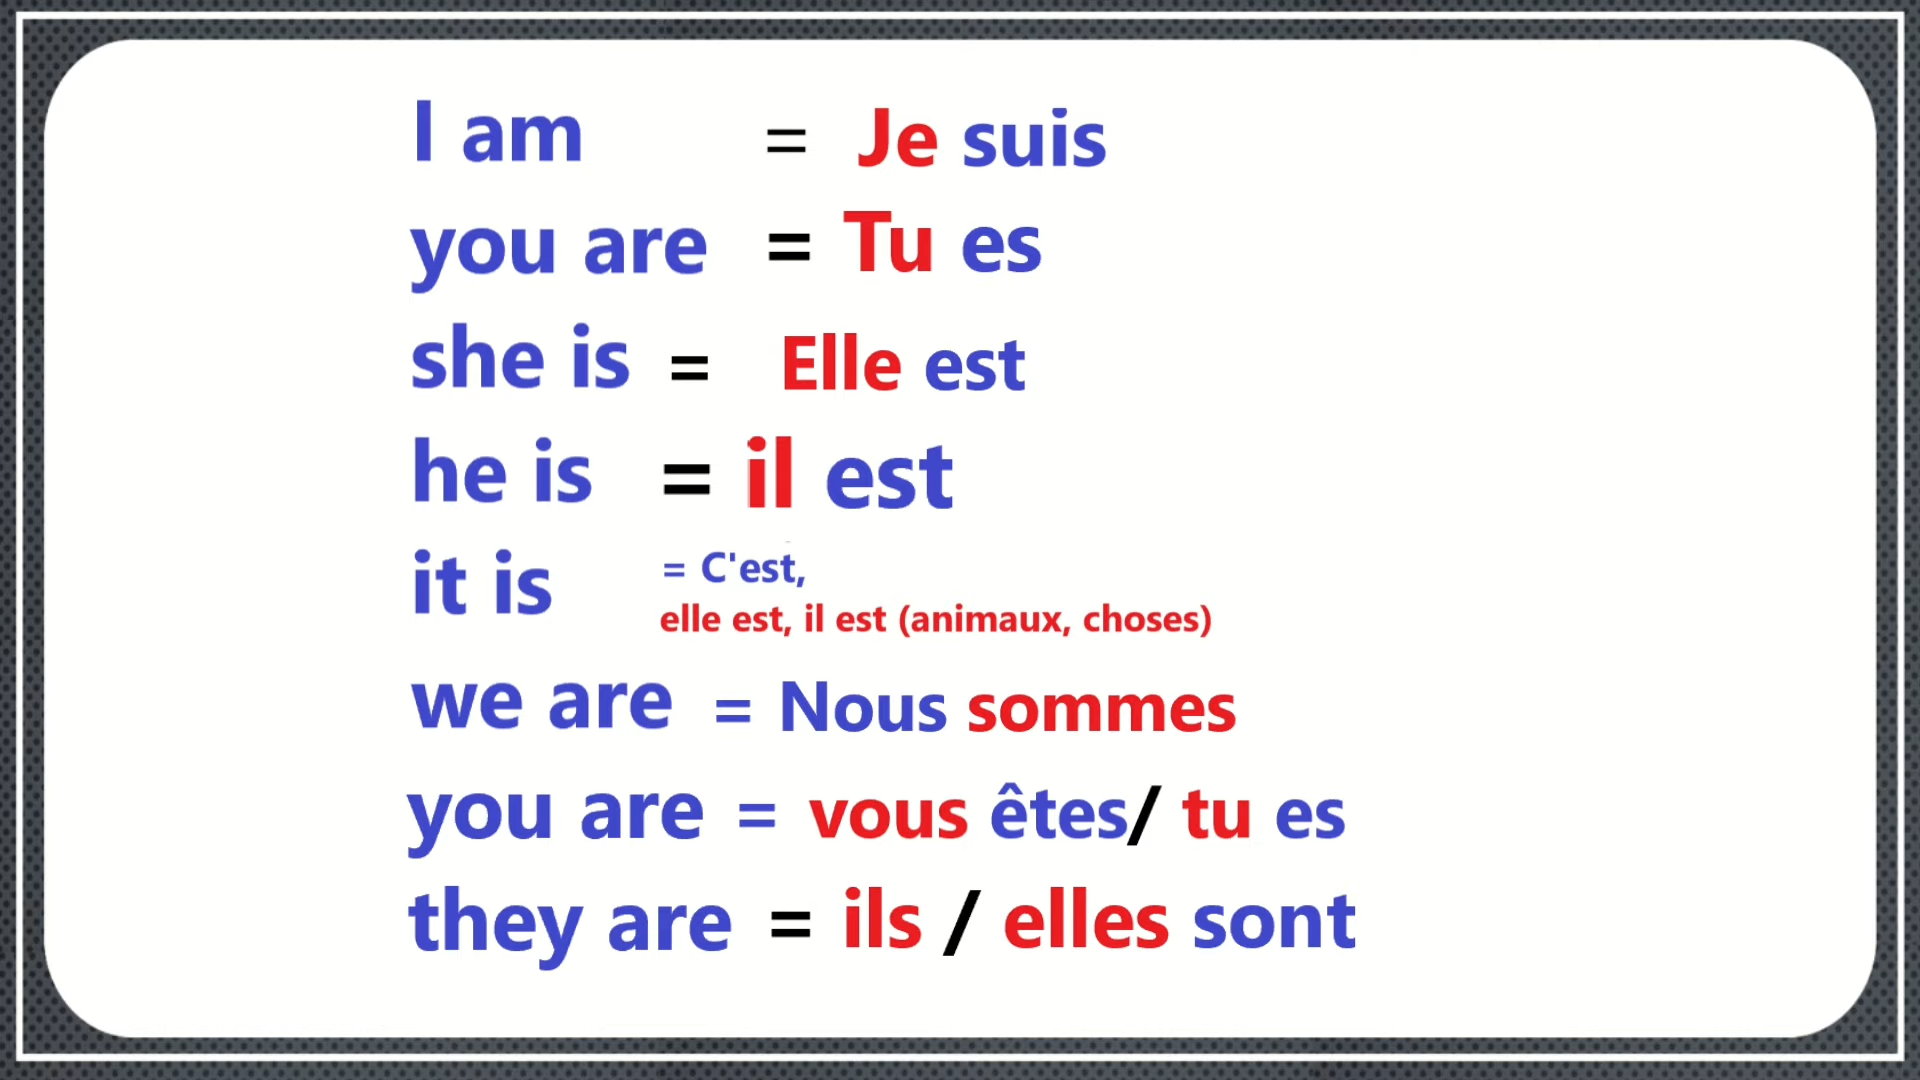 I am = Je suis
you are = Tu es
she is = Elle est
he is = il est
it is = C'est,
elle est, il est (animaux, choses)
we are = Nous sommes
you are = vous êtes/ tu es
they are = ils / elles sont